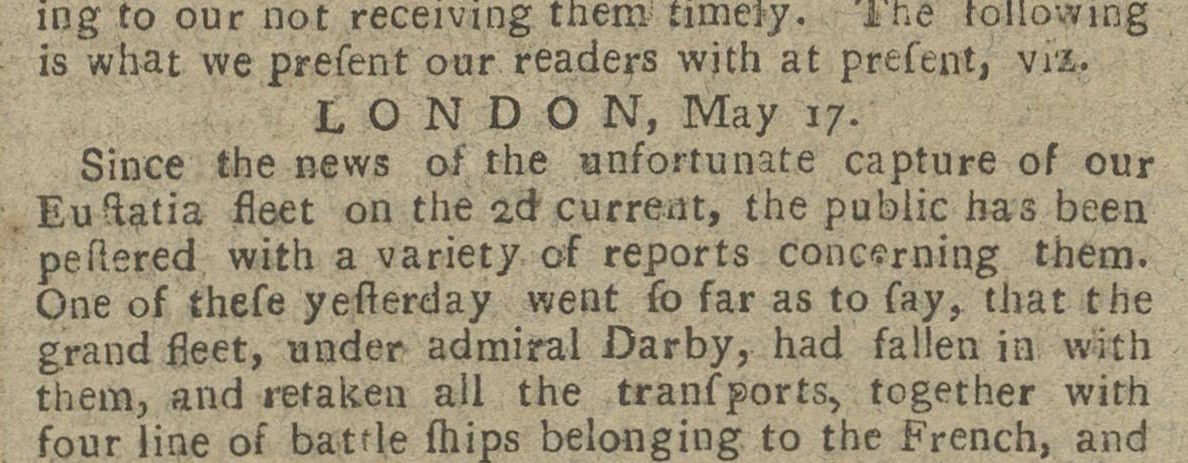 ing to our not receiving them timely. The following
is what we preſent our readers with at preſent, viz.
LONDON, May 17.
Since the news of the unfortunate capture of our
Euſtatia fleet on the 2d current, the public has been
peſtered with a variety of reports concerning them.
One of theſe yeſterday went ſo far as to ſay, that the
grand fleet, under admiral Darby, had fallen in with
them, and retaken all the tranſports, together with
four line of battle ſhips belonging to the French, and